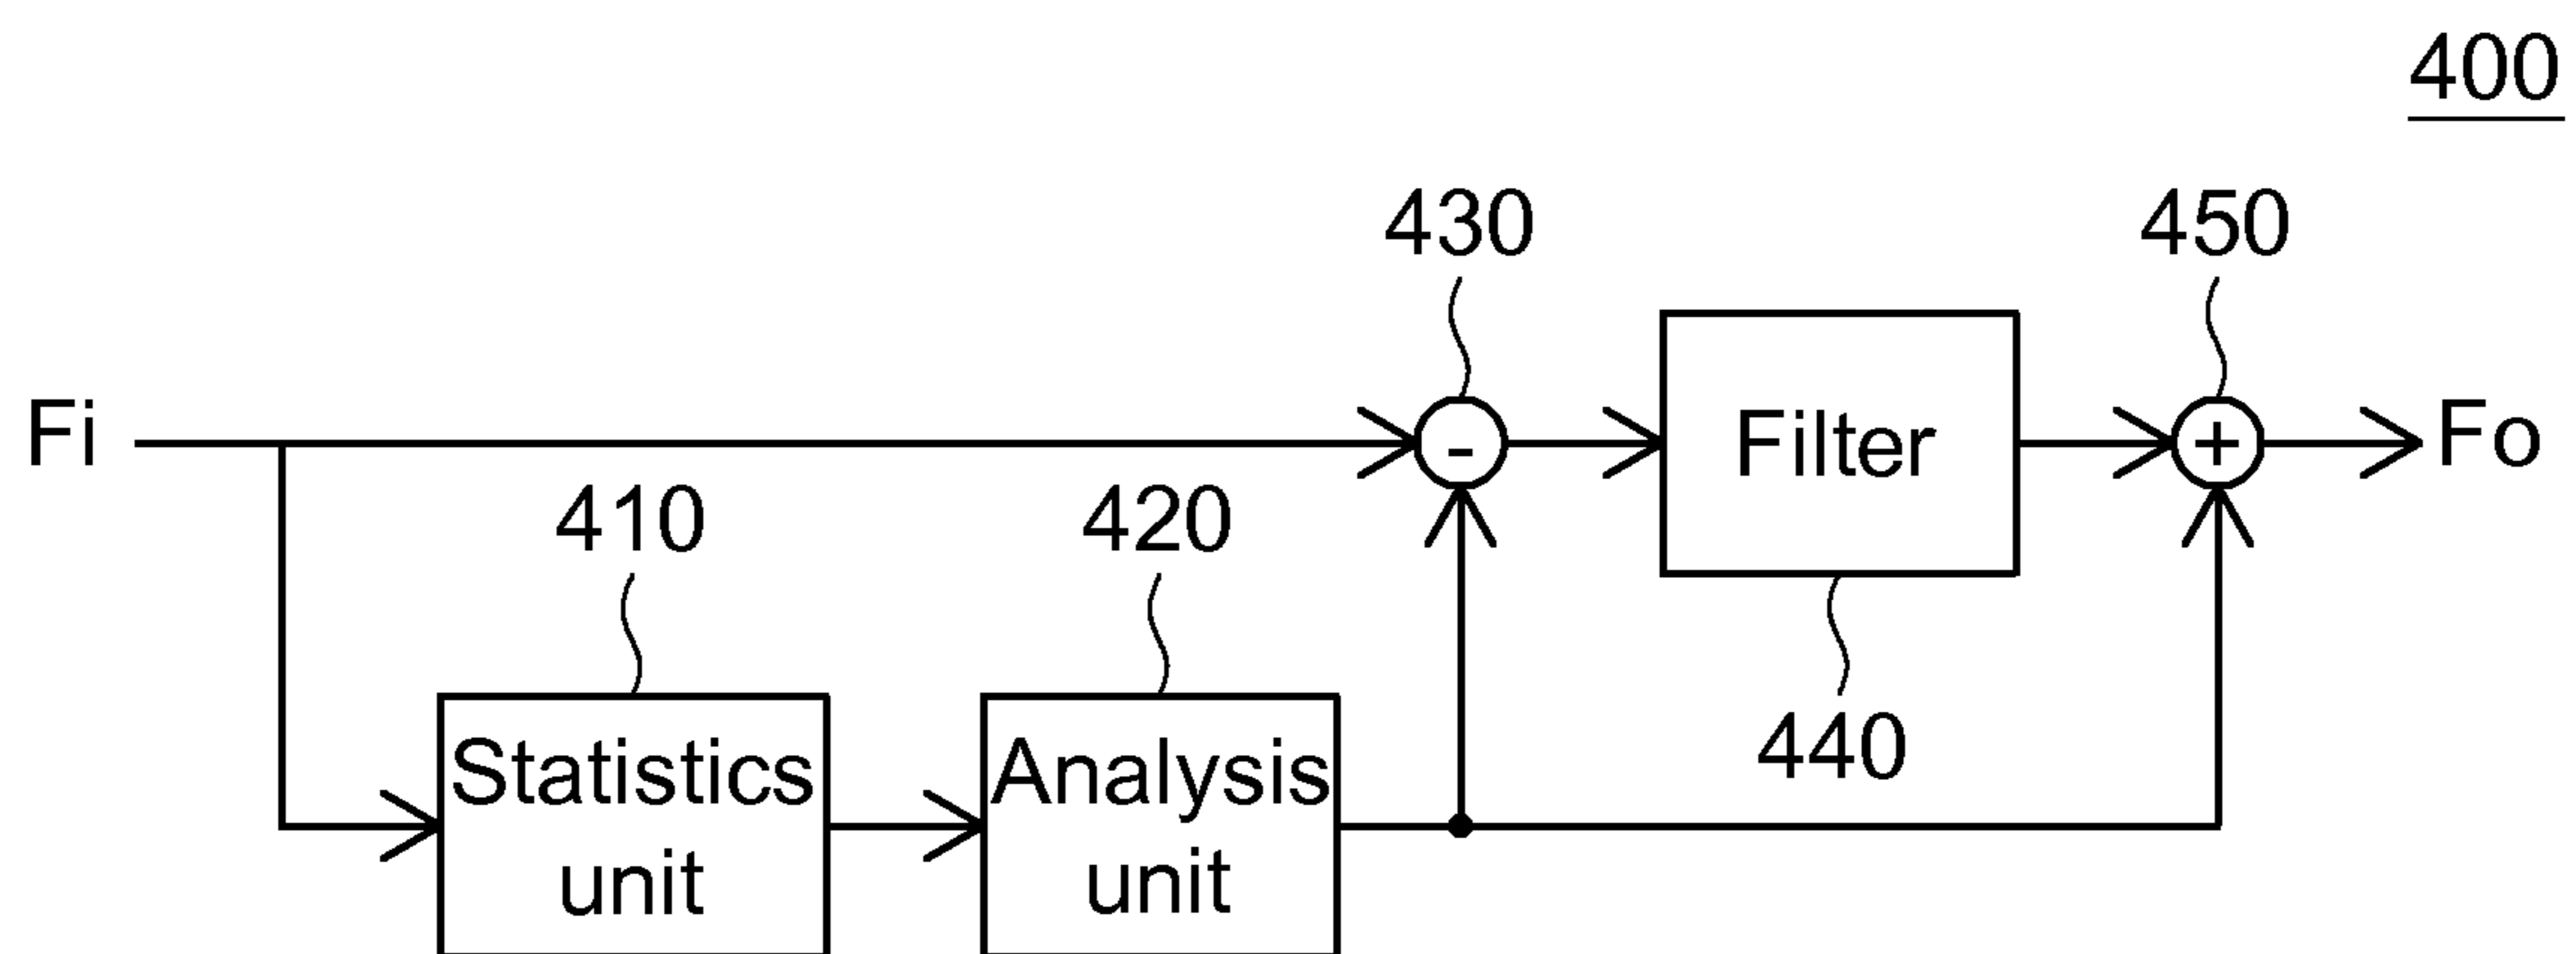 400
430
450
Fi
-
Filter
+
Fo
410
420
440
Statistics
unit
Analysis
unit